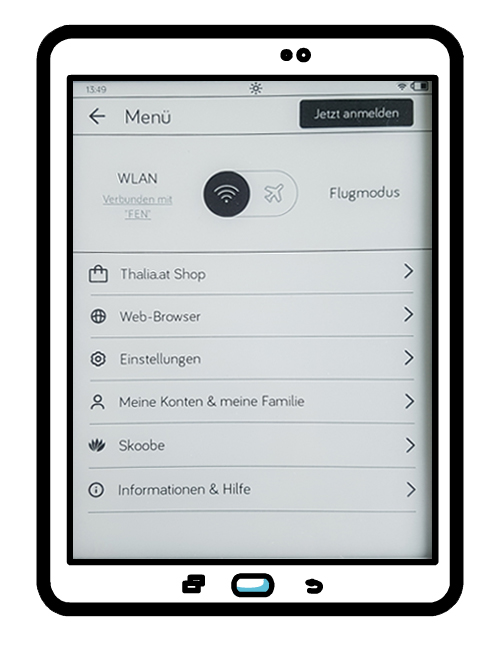 13:49
Menü
Jetzt anmelden
WLAN
Verbunden mit
"FEN"
Flugmodus
Thalia.at Shop
Web-Browser
Einstellungen
Meine Konten & meine Familie
Skoobe
Informationen & Hilfe